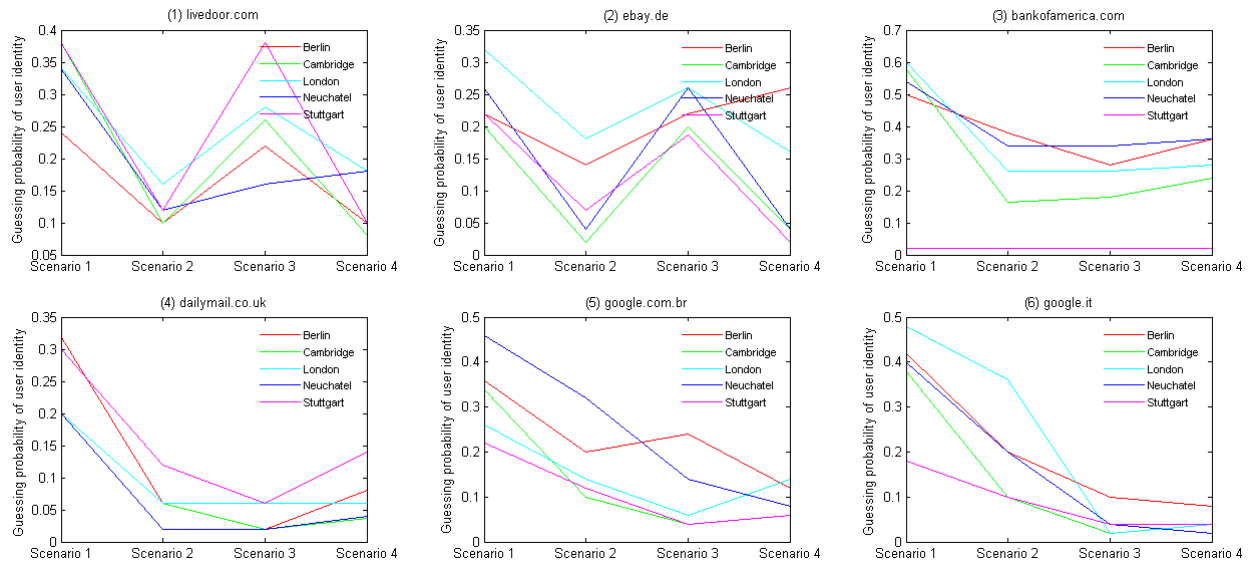 (1) livedoor.com
Guessing probability of user identity
0.4
0.35
0.3
0.25
0.2
0.15
0.1
0.05
Scenario 1 Scenario 2 Scenario 3 Scenario 4
Berlin
Cambridge
London
Neuchatel
Stuttgart
(2) ebay.de
Guessing probability of user identity
0.35
0.3
0.25
0.2
0.15
0.1
0.05
0
Scenario 1 Scenario 2 Scenario 3 Scenario 4
Berlin
Cambridge
London
Neuchatel
Stuttgart
(3) bankofamerica.com
Guessing probability of user identity
0.7
0.6
0.5
0.4
0.3
0.2
0.1
0
Scenario 1 Scenario 2 Scenario 3 Scenario 4
Berlin
Cambridge
London
Neuchatel
Stuttgart
(4) dailymail.co.uk
Guessing probability of user identity
0.35
0.3
0.25
0.2
0.15
0.1
0.05
0
Scenario 1 Scenario 2 Scenario 3 Scenario 4
Berlin
Cambridge
London
Neuchatel
Stuttgart
(5) google.com.br
Guessing probability of user identity
0.5
0.4
0.3
0.2
0.1
0
Scenario 1 Scenario 2 Scenario 3 Scenario 4
Berlin
Cambridge
London
Neuchatel
Stuttgart
(6) google.it
Guessing probability of user identity
0.5
0.4
0.3
0.2
0.1
0
Scenario 1 Scenario 2 Scenario 3 Scenario 4
Berlin
Cambridge
London
Neuchatel
Stuttgart